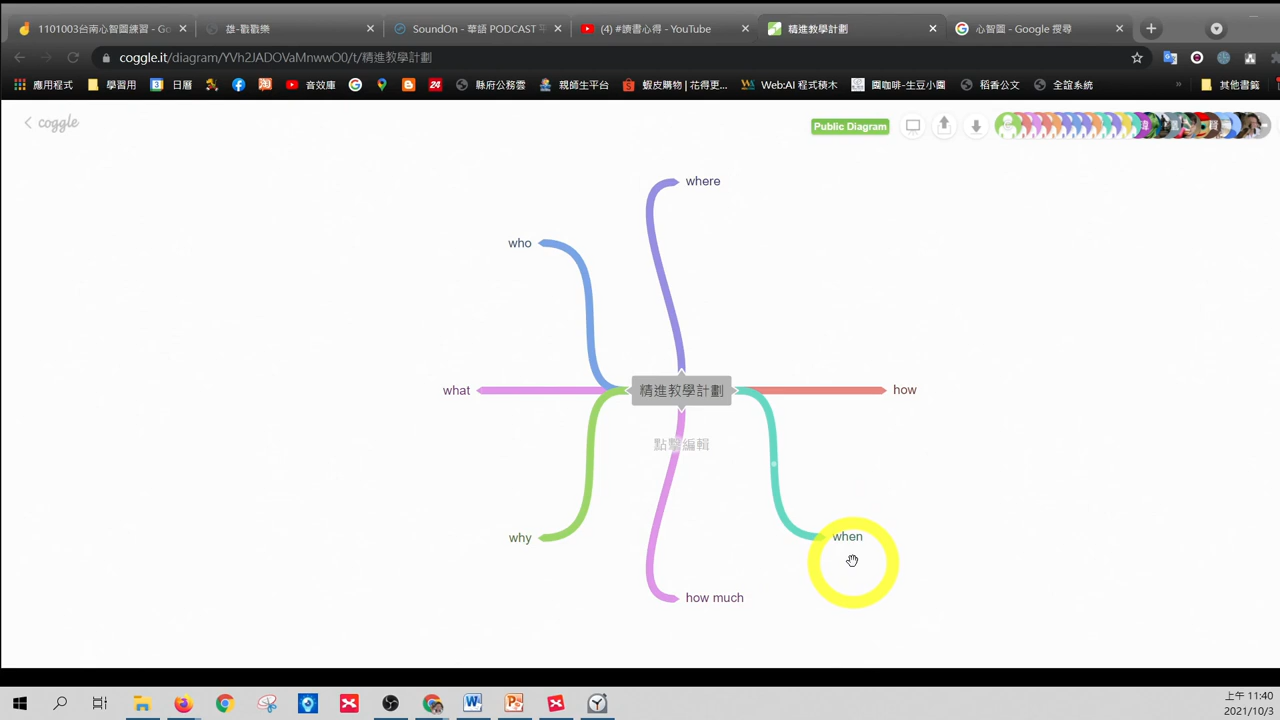 1101003台南心智圖練習 - Go
雄-戳戳樂
SoundOn - 華語 PODCAST 平
(4) #讀書心得 - YouTube
精進教學計劃
心智圖 - Google 搜尋
coggle.it/diagram/YVh2JADOVaMnwwO0/t/精進教學計劃
應用程式
學習用
日曆
音效庫
24
縣府公務雲
親師生平台
蝦皮購物 | 花得更...
Web:AI 程式積木
團咖啡-生豆小園
稻香公文
全誼系統
»
其他書籤
coggle
Public Diagram
where
who
what
精進教學計劃
how
點擊編輯
why
when
how much
上午 11:40
2021/10/3